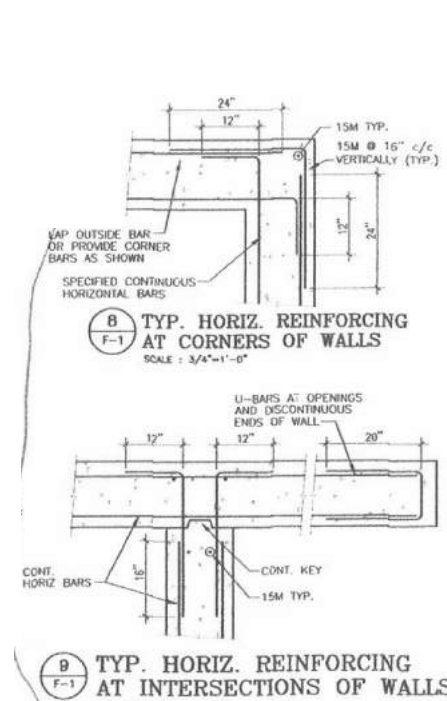 24"
12"
15M TYP.
15M @ 16" c/c
VERTICALLY (TYP.)
12"
24"
LAP OUTSIDE BAR
OR PROVIDE CORNER
BARS AS SHOWN
SPECIFIED CONTINUOUS
HORIZONTAL BARS
8
F-1
TYP. HORIZ. REINFORCING
AT CORNERS OF WALLS
SCALE : 3/4"=1'-0"
U-BARS AT OPENINGS
AND DISCONTINUOUS
ENDS OF WALL
12"
12"
20"
CONT.
HORIZ BARS
16"
CONT. KEY
15M TYP.
9
F-1
TYP. HORIZ. REINFORCING
AT INTERSECTIONS OF WALLS